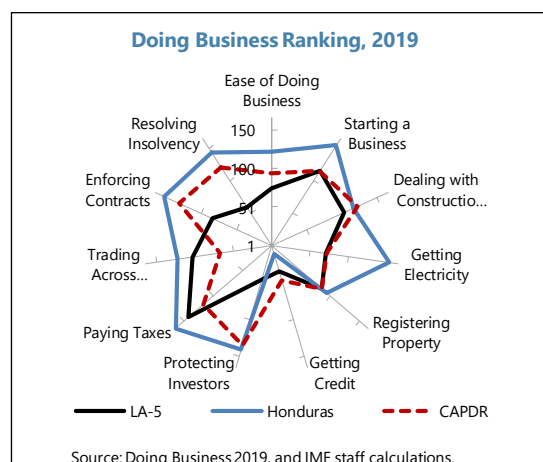 Doing Business Ranking, 2019
Ease of Doing
Business
150
100
51
1
Starting a
Business
Dealing with
Constructio...
Getting
Electricity
Registering
Property
Getting
Credit
Protecting
Investors
Paying Taxes
Trading
Across...
Enforcing
Contracts
Resolving
Insolvency
LA-5
Honduras
CAPDR
Source: Doing Business 2019, and IMF staff calculations.